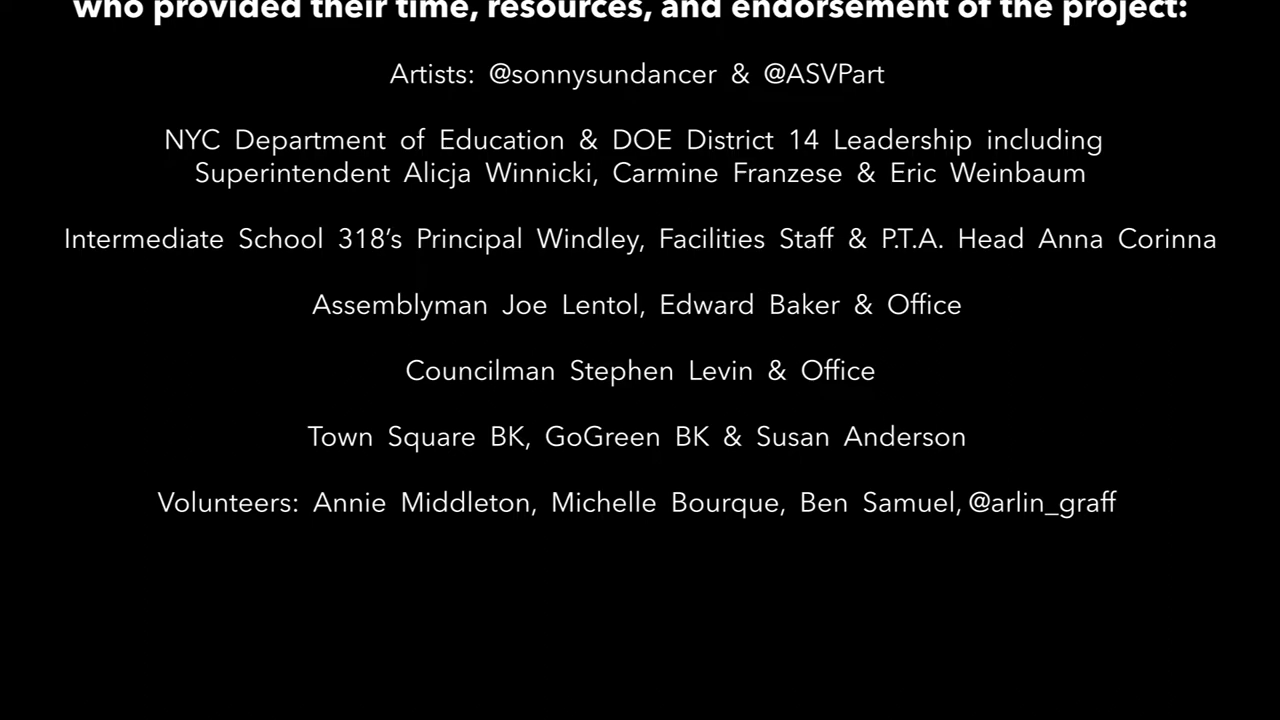 who provided their time, resources, and endorsement of the project:
Artists: @sonnysundancer & @ASVPart
NYC Department of Education & DOE District 14 Leadership including
Superintendent Alicja Winnicki, Carmine Franzese & Eric Weinbaum
Intermediate School 318’s Principal Windley, Facilities Staff & P.T.A. Head Anna Corinna
Assemblyman Joe Lentol, Edward Baker & Office
Councilman Stephen Levin & Office
Town Square BK, GoGreen BK & Susan Anderson
Volunteers: Annie Middleton, Michelle Bourque, Ben Samuel, @arlin_graff